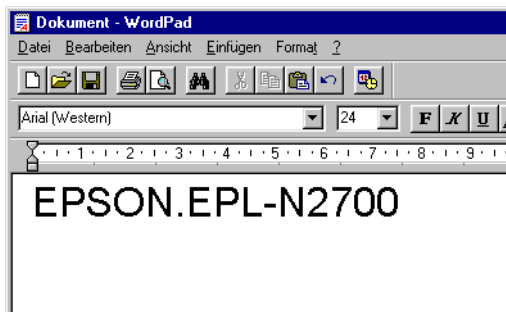 Dokument - WordPad
Datei Bearbeiten Ansicht Einfügen Format ?
Arial (Western) 24 F K U
1 2 3 4 5 6 7 8 9
EPSON.EPL-N2700